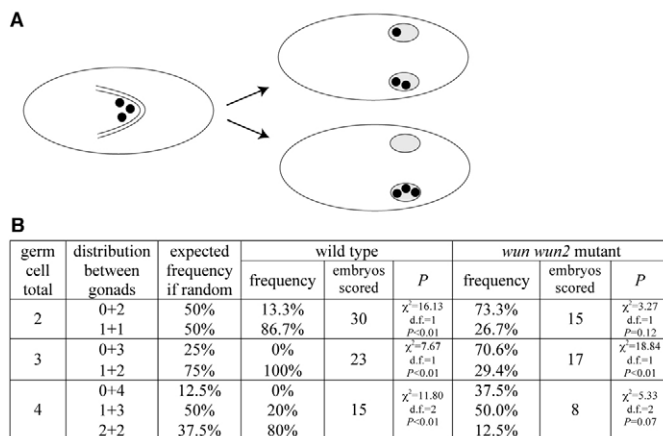 A
B
germ cell total
distribution between gonads
expected frequency if random
wild type
wun wun2 mutant
frequency
embryos scored
P
frequency
embryos scored
P
2
0+2
50%
13.3%
30
χ²=16.13
d.f.=1
P<0.01
73.3%
15
χ²=3.27
d.f.=1
P=0.12
1+1
50%
86.7%
26.7%
3
0+3
25%
0%
23
χ²=7.67
d.f.=1
P<0.01
70.6%
17
χ²=18.84
d.f.=1
P<0.01
1+2
75%
100%
29.4%
4
0+4
12.5%
0%
15
χ²=11.80
d.f.=2
P<0.01
37.5%
8
χ²=5.33
d.f.=2
P=0.07
1+3
50%
20%
50.0%
2+2
37.5%
80%
12.5%